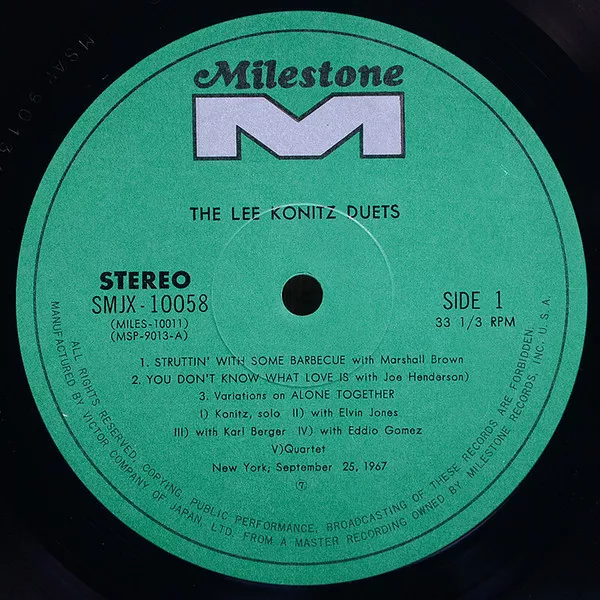 Milestone
M
THE LEE KONITZ DUETS
STEREO
SMJX-10058
(MILES-10011)
(MSP-9013-A)
SIDE 1
33 1/3 RPM
1. STRUTTIN' WITH SOME BARBECUE with Marshall Brown
2. YOU DON'T KNOW WHAT LOVE IS with Joe Henderson)
3. Variations on ALONE TOGETHER
I) Konitz, solo II) with Elvin Jones
III) with Karl Berger IV) with Eddio Gomez
V)Quartet
New York, September 25, 1967
7
ALL RIGHTS RESERVED, COPYING, PUBLIC PERFORMANCE, BROADCASTING OF THESE RECORDS ARE FORBIDDEN.
MANUFACTURED BY VICTOR COMPANY OF JAPAN, LTD. FROM A MASTER RECORDING OWNED BY MILESTONE RECORDS, INC. U.S.A.